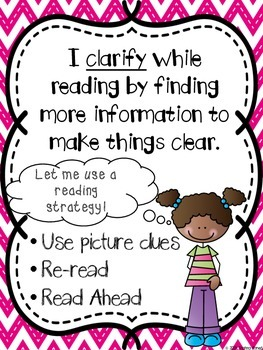 I clarify while
reading by finding
more information to
make things clear.
Let me use a
reading
strategy!
• Use picture clues
• Re-read
• Read Ahead